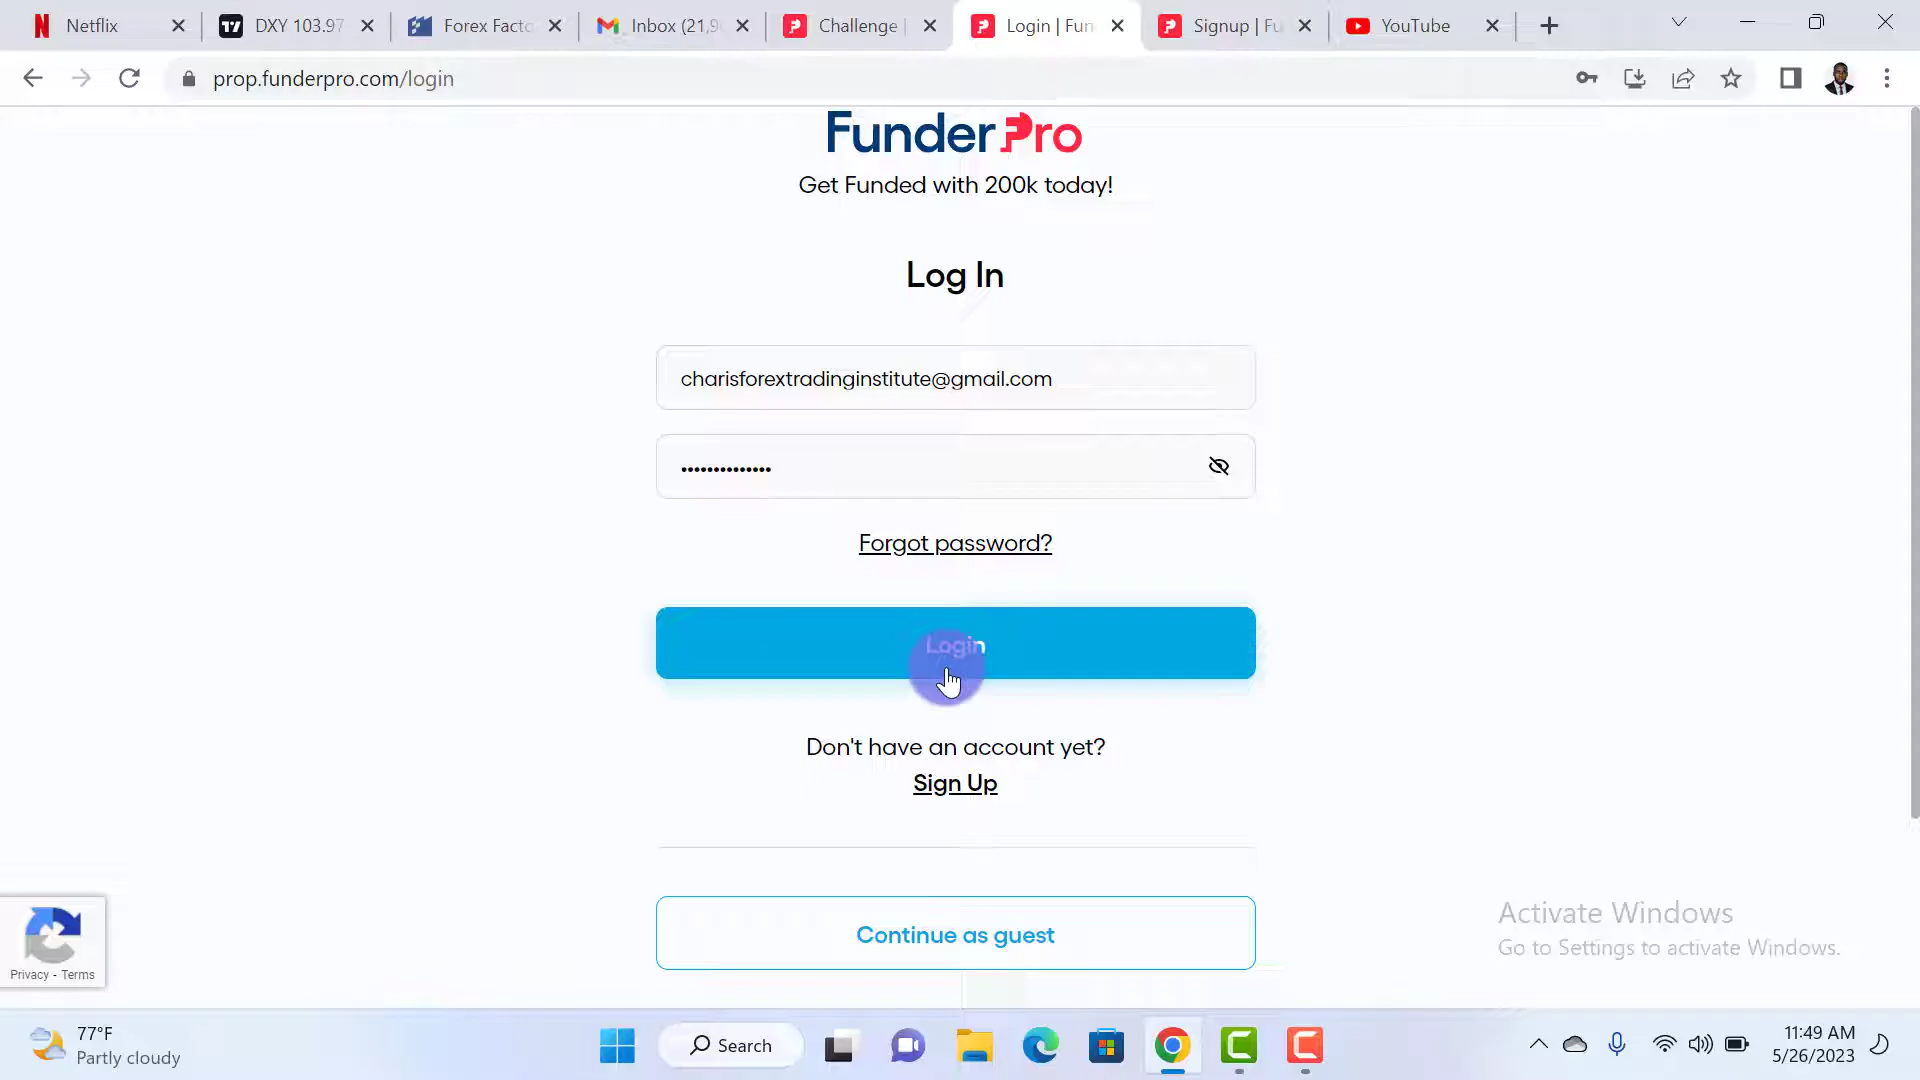 Netflix
DXY 103.97
Forex Facto
Inbox (21,9
Challenge |
Login | Fun
Signup | Fu
YouTube
prop.funderpro.com/login
FunderPro
Get Funded with 200k today!
Log In
charisforextradinginstitute@gmail.com
••••••••••••••
Forgot password?
Login
Don't have an account yet?
Sign Up
Continue as guest
Privacy - Terms
Activate Windows
Go to Settings to activate Windows.
77°F
Partly cloudy
Search
11:49 AM
5/26/2023